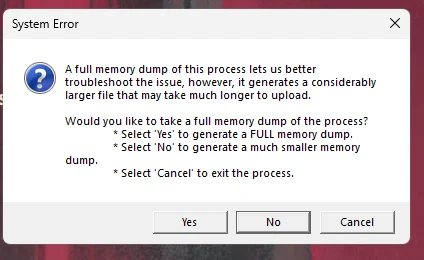 System Error
A full memory dump of this process lets us better
troubleshoot the issue, however, it generates a considerably
larger file that may take much longer to upload.
Would you like to take a full memory dump of the process?
* Select 'Yes' to generate a FULL memory dump.
* Select 'No' to generate a much smaller memory
dump.
* Select 'Cancel' to exit the process.
Yes
No
Cancel